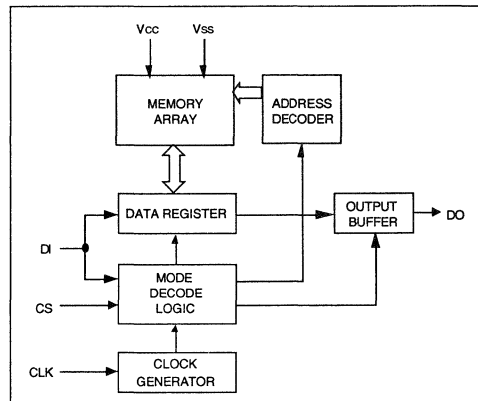 Vcc Vss
MEMORY
ARRAY
ADDRESS
DECODER
DATA REGISTER
OUTPUT
BUFFER
DO
DI
MODE
DECODE
LOGIC
CS
CLK
CLOCK
GENERATOR